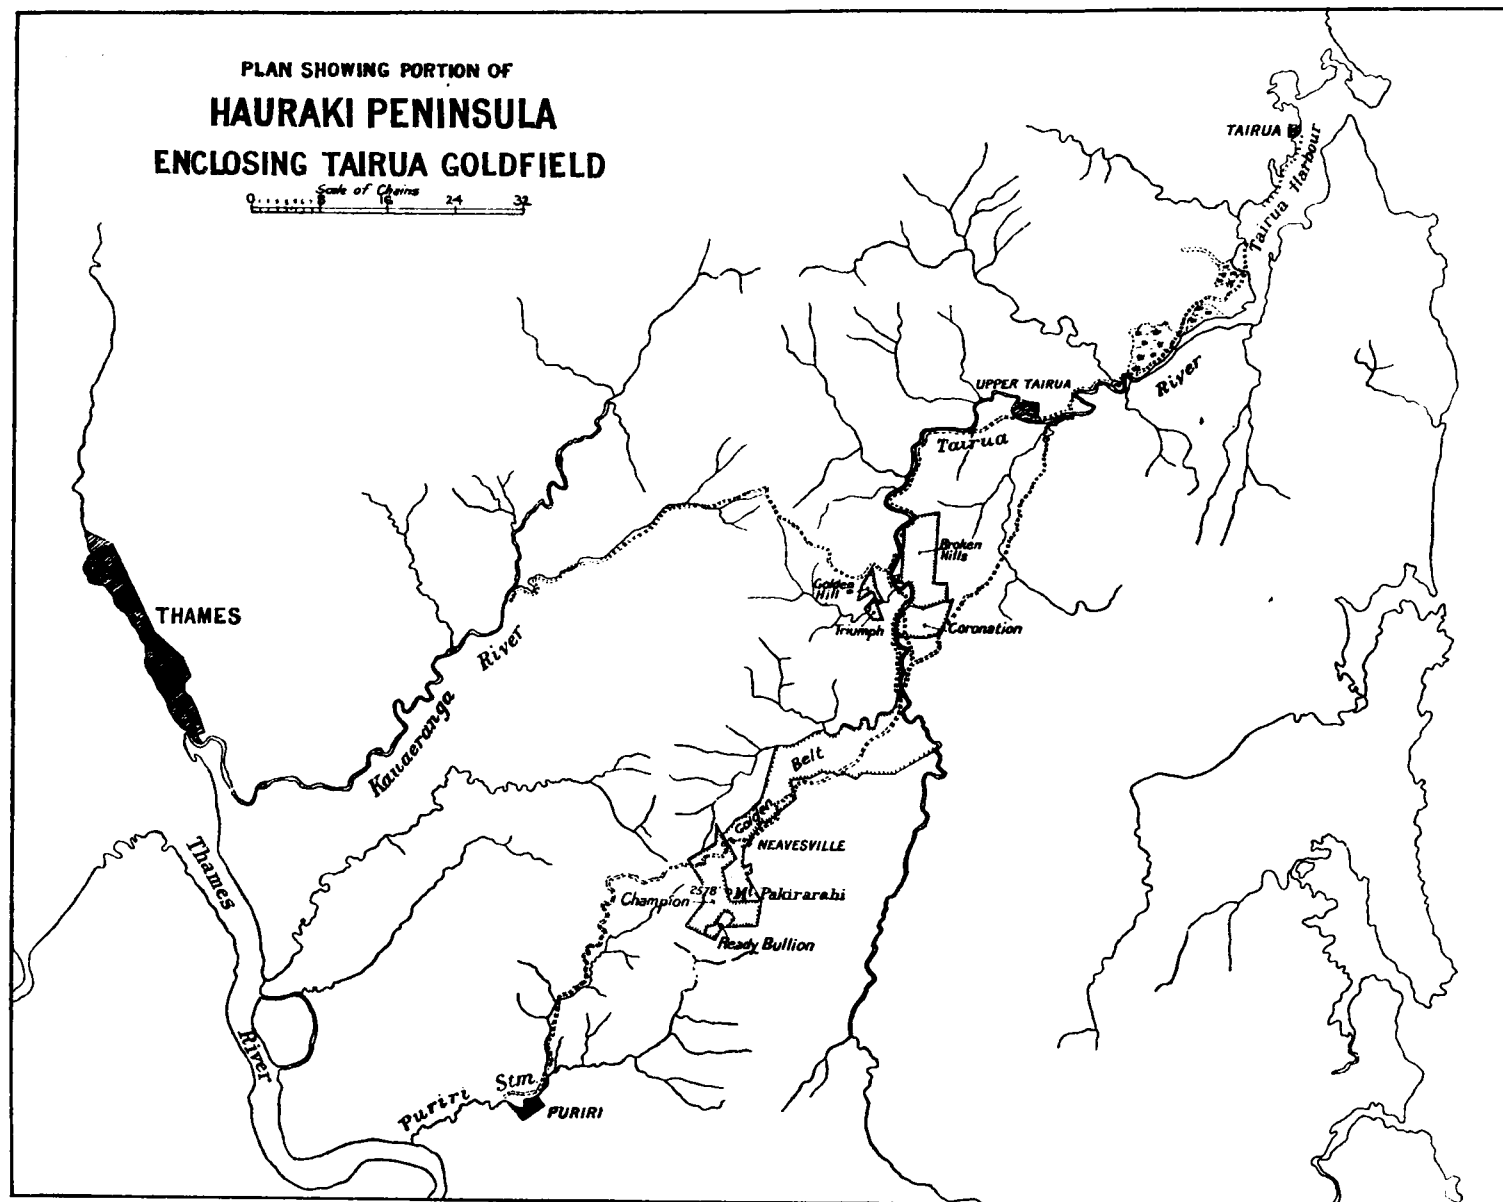 PLAN SHOWING PORTION OF
HAURAKI PENINSULA
ENCLOSING TAIRUA GOLDFIELD
Scale of Chains
0 8 16 24 32
TAIRUA
Tairua Harbour
River
UPPER TAIRUA
Tairua
Broken
Hills
Golden
Hill
Triumph
Coronation
THAMES
Kauaeranga River
Belt
Golden
NEAVESVILLE
2578'
Mt Pakirarahi
Champion
Ready Bullion
Thames
River
Puriri Stm.
PURIRI